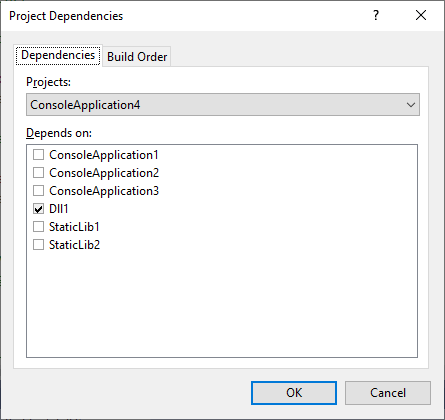 Project Dependencies
Dependencies
Build Order
Projects:
ConsoleApplication4
Depends on:
ConsoleApplication1
ConsoleApplication2
ConsoleApplication3
Dll1
StaticLib1
StaticLib2
OK
Cancel